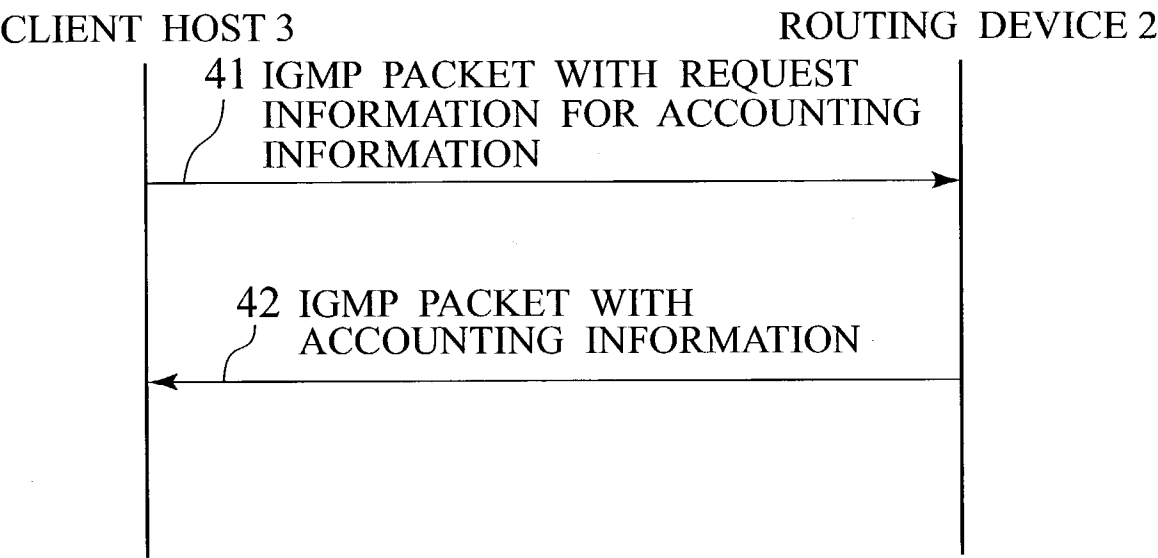 CLIENT HOST 3
ROUTING DEVICE 2
41 IGMP PACKET WITH REQUEST
INFORMATION FOR ACCOUNTING
INFORMATION
42 IGMP PACKET WITH
ACCOUNTING INFORMATION